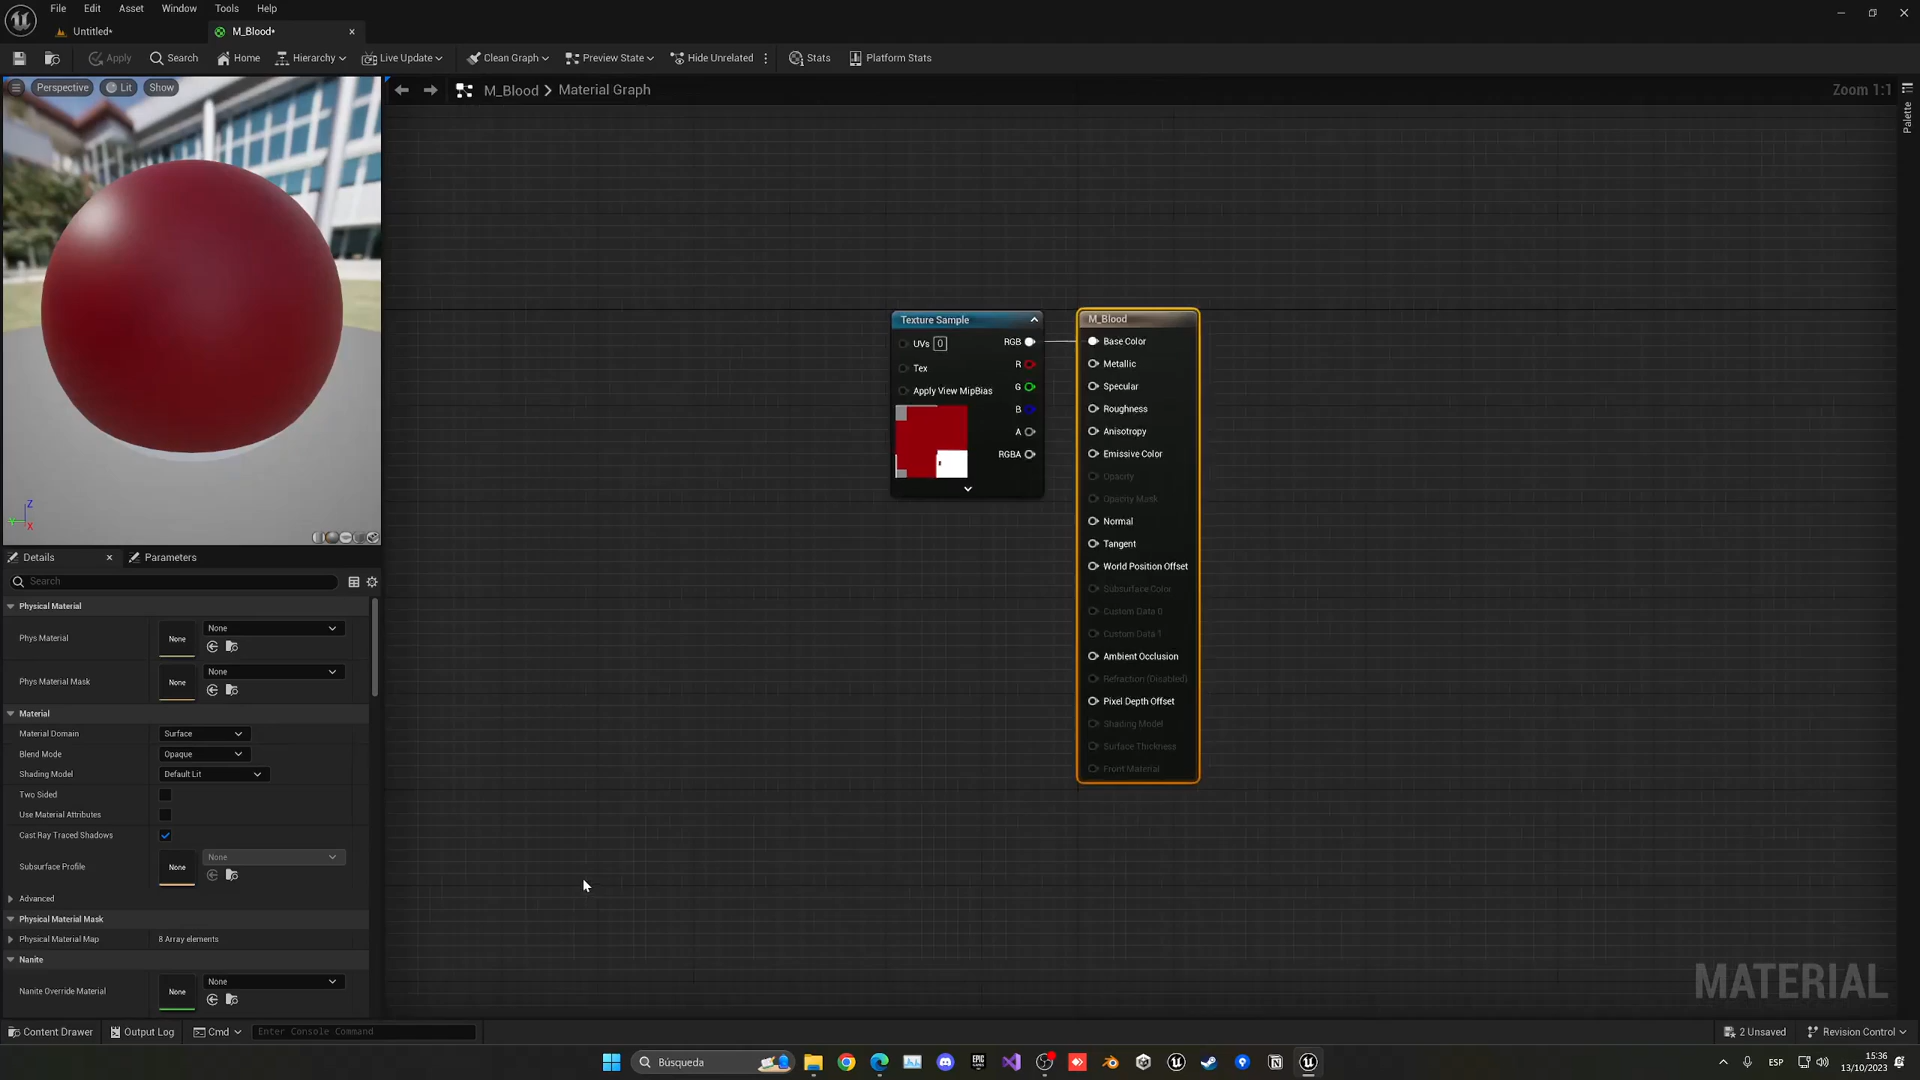 File Edit Asset Window Tools Help
Untitled*
M_Blood*
Apply Search Home Hierarchy Live Update Clean Graph Preview State Hide Unrelated Stats Platform Stats
Perspective Lit Show
M_Blood > Material Graph
Zoom 1:1
Palette
Texture Sample
UVs 0
Tex
Apply View MipBias
RGB
R
G
B
A
RGBA
M_Blood
Base Color
Metallic
Specular
Roughness
Anisotropy
Emissive Color
Opacity
Opacity Mask
Normal
Tangent
World Position Offset
Subsurface Color
Custom Data 0
Custom Data 1
Ambient Occlusion
Refraction (Disabled)
Pixel Depth Offset
Shading Model
Surface Thickness
Front Material
Z
Y
X
Details Parameters
Search
Physical Material
Phys Material None None
Phys Material Mask None None
Material
Material Domain Surface
Blend Mode Opaque
Shading Model Default Lit
Two Sided
Use Material Attributes
Cast Ray Traced Shadows
Subsurface Profile None None
Advanced
Physical Material Mask
Physical Material Map 8 Array elements
Nanite
Nanite Override Material None None
MATERIAL
Content Drawer Output Log Cmd Enter Console Command
2 Unsaved Revision Control
Búsqueda
ESP
15:36
13/10/2023